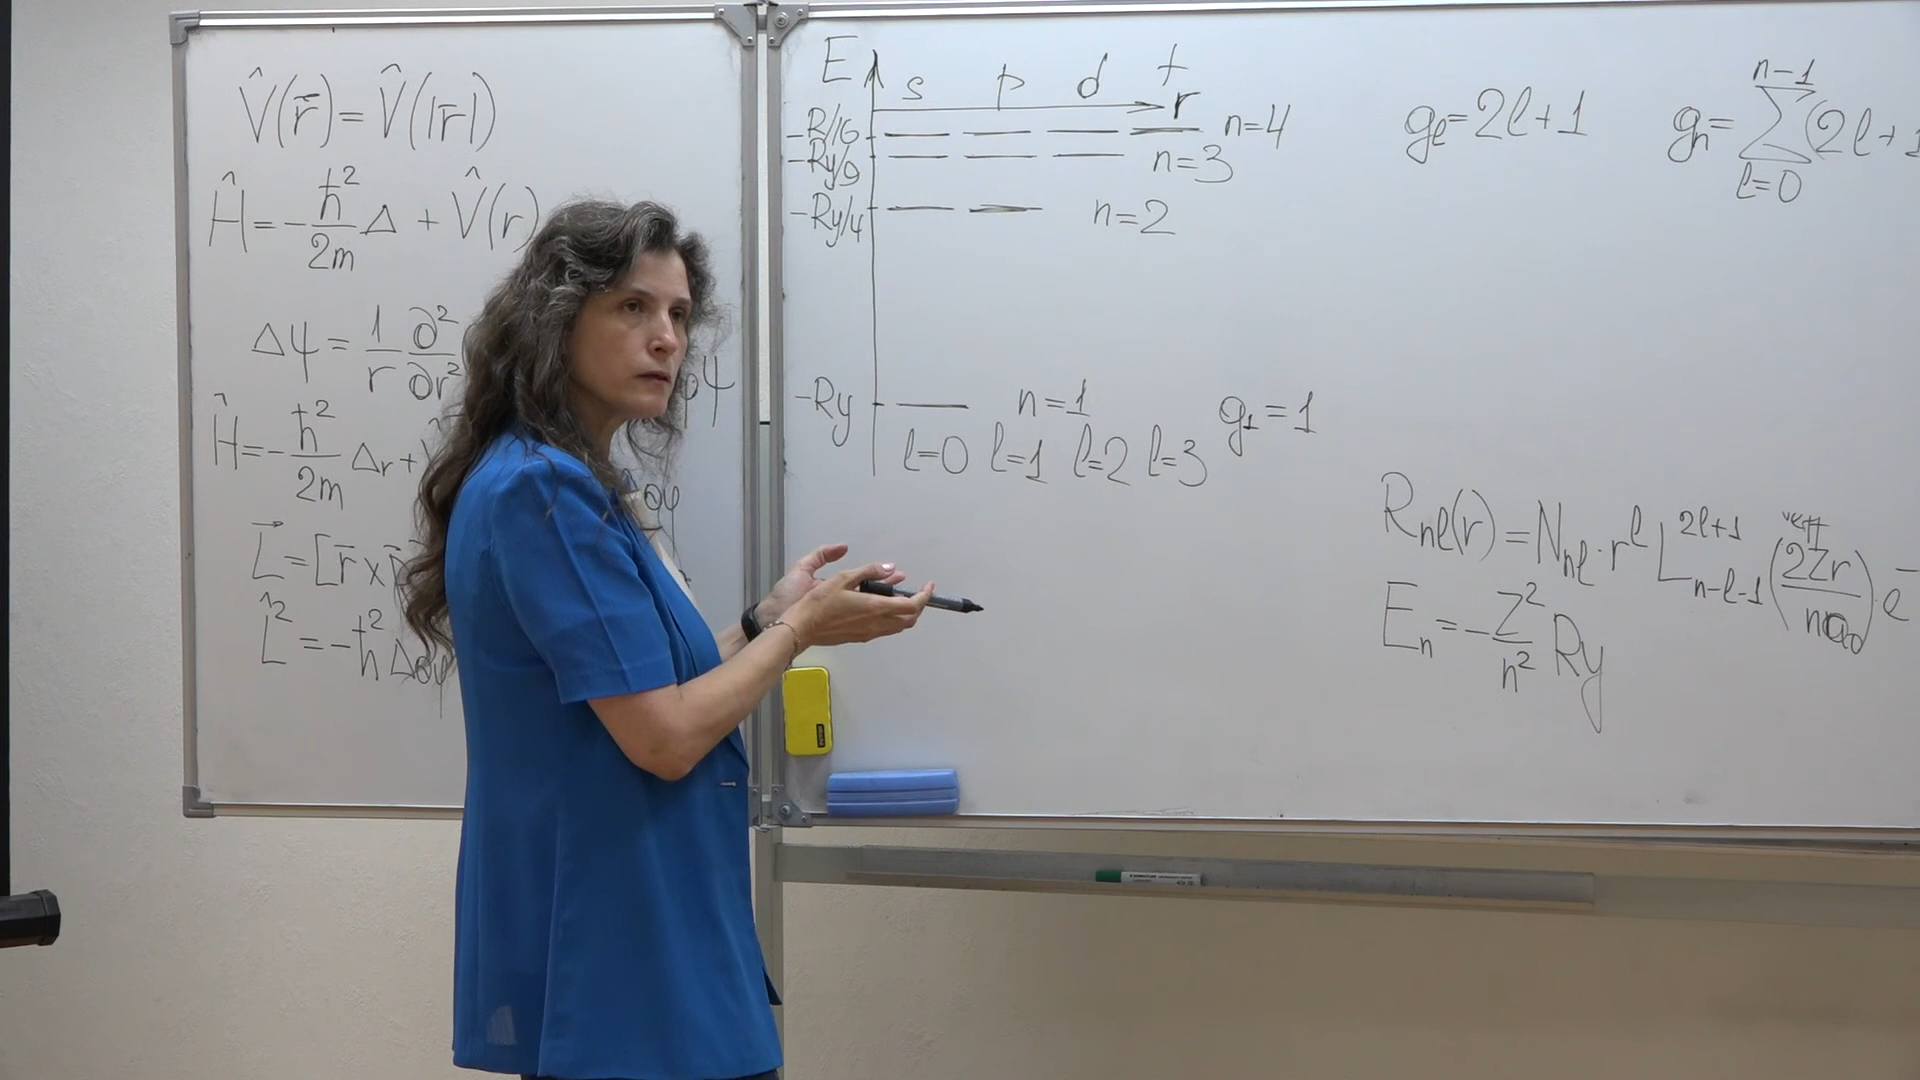 V̂(r̄) = V̂(|r̄|)
Ĥ = -ħ²/2m Δ + V̂(r)
Δψ = 1/r ∂²/∂r² (
φψ
Ĥ = -ħ²/2m Δr +
θφ
L⃗ = [r̄ x p̄
L̂² = -ħ² Δθφ
E s p d f
r
-R/16 n=4
-Ry/9 n=3
-Ry/4 n=2
-Ry n=1 g₁ = 1
l=0 l=1 l=2 l=3
gl = 2l+1
gn = ∑ n-1 l=0 (2l+1
Rnl(r) = Nnl · r^l L^2l+1 n-l-1 (2Zr/na₀) e^-
En = -Z²/n² Ry